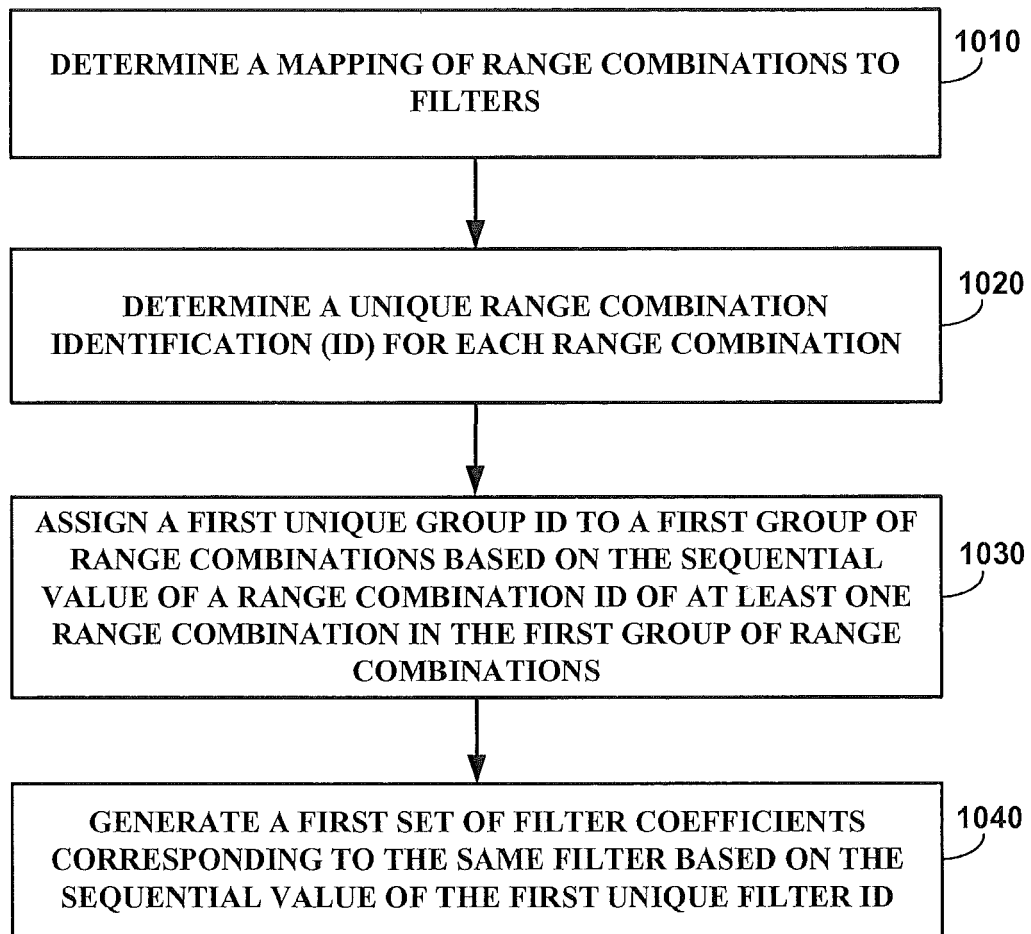 DETERMINE A MAPPING OF RANGE COMBINATIONS TO
FILTERS
1010
DETERMINE A UNIQUE RANGE COMBINATION
IDENTIFICATION (ID) FOR EACH RANGE COMBINATION
1020
ASSIGN A FIRST UNIQUE GROUP ID TO A FIRST GROUP OF
RANGE COMBINATIONS BASED ON THE SEQUENTIAL
VALUE OF A RANGE COMBINATION ID OF AT LEAST ONE
RANGE COMBINATION IN THE FIRST GROUP OF RANGE
COMBINATIONS
1030
GENERATE A FIRST SET OF FILTER COEFFICIENTS
CORRESPONDING TO THE SAME FILTER BASED ON THE
SEQUENTIAL VALUE OF THE FIRST UNIQUE FILTER ID
1040